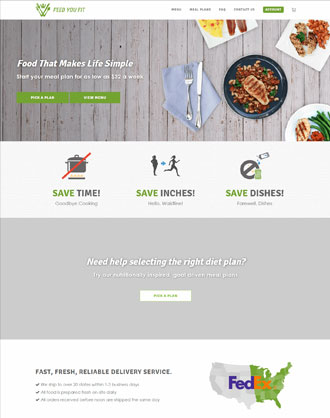 FEED YOU FIT
MENU MEAL PLANS FAQ CONTACT US ACCOUNT
Food That Makes Life Simple
Start your meal plan for as low as $32 a week
PICK A PLAN VIEW MENU
SAVE TIME! SAVE INCHES! SAVE DISHES!
Goodbye Cooking Hello, Waistline! Farewell, Dishes
Need help selecting the right diet plan?
Try our nutritionists inspired, goal driven meal plans
PICK A PLAN
FAST, FRESH, RELIABLE DELIVERY SERVICE.
We ship to over 20 states within 1-3 business days
All food is prepared fresh on site daily
All orders received before noon are shipped the same day
FedEx